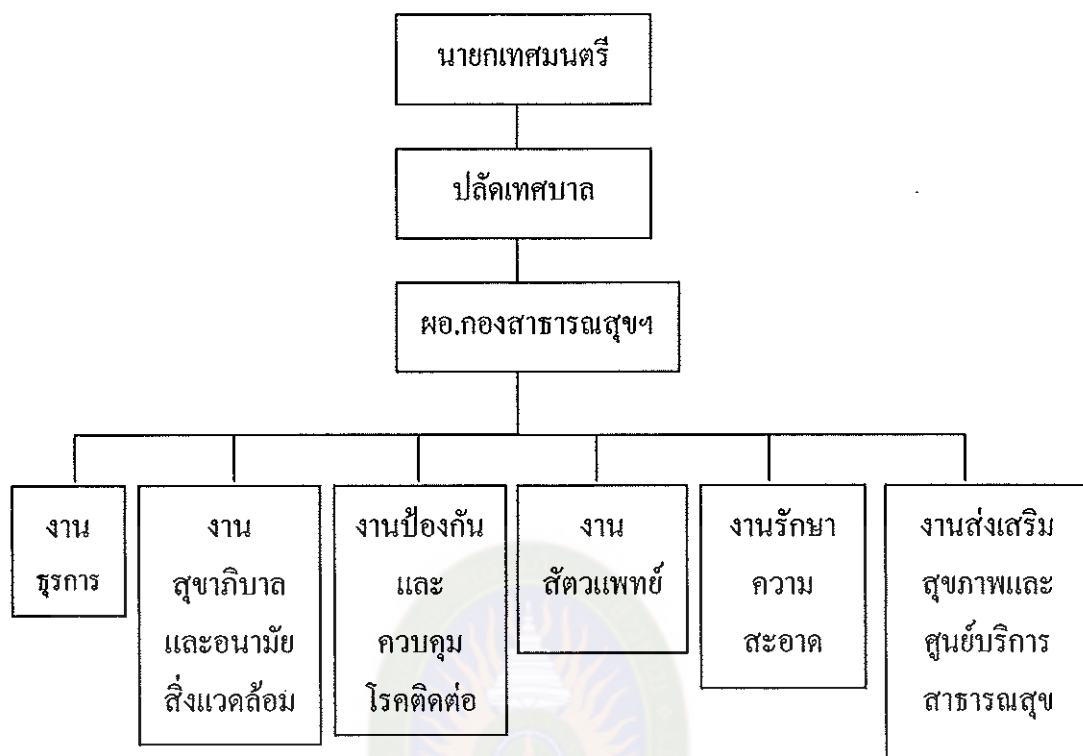 นายกเทศมนตรี
ปลัดเทศบาล
ผอ.กองสาธารณสุขฯ
งาน
ธุรการ
งาน
สุขาภิบาล
และอนามัย
สิ่งแวดล้อม
งานป้องกัน
และ
ควบคุม
โรคติดต่อ
งาน
สัตวแพทย์
งานรักษา
ความ
สะอาด
งานส่งเสริม
สุขภาพและ
ศูนย์บริการ
สาธารณสุข